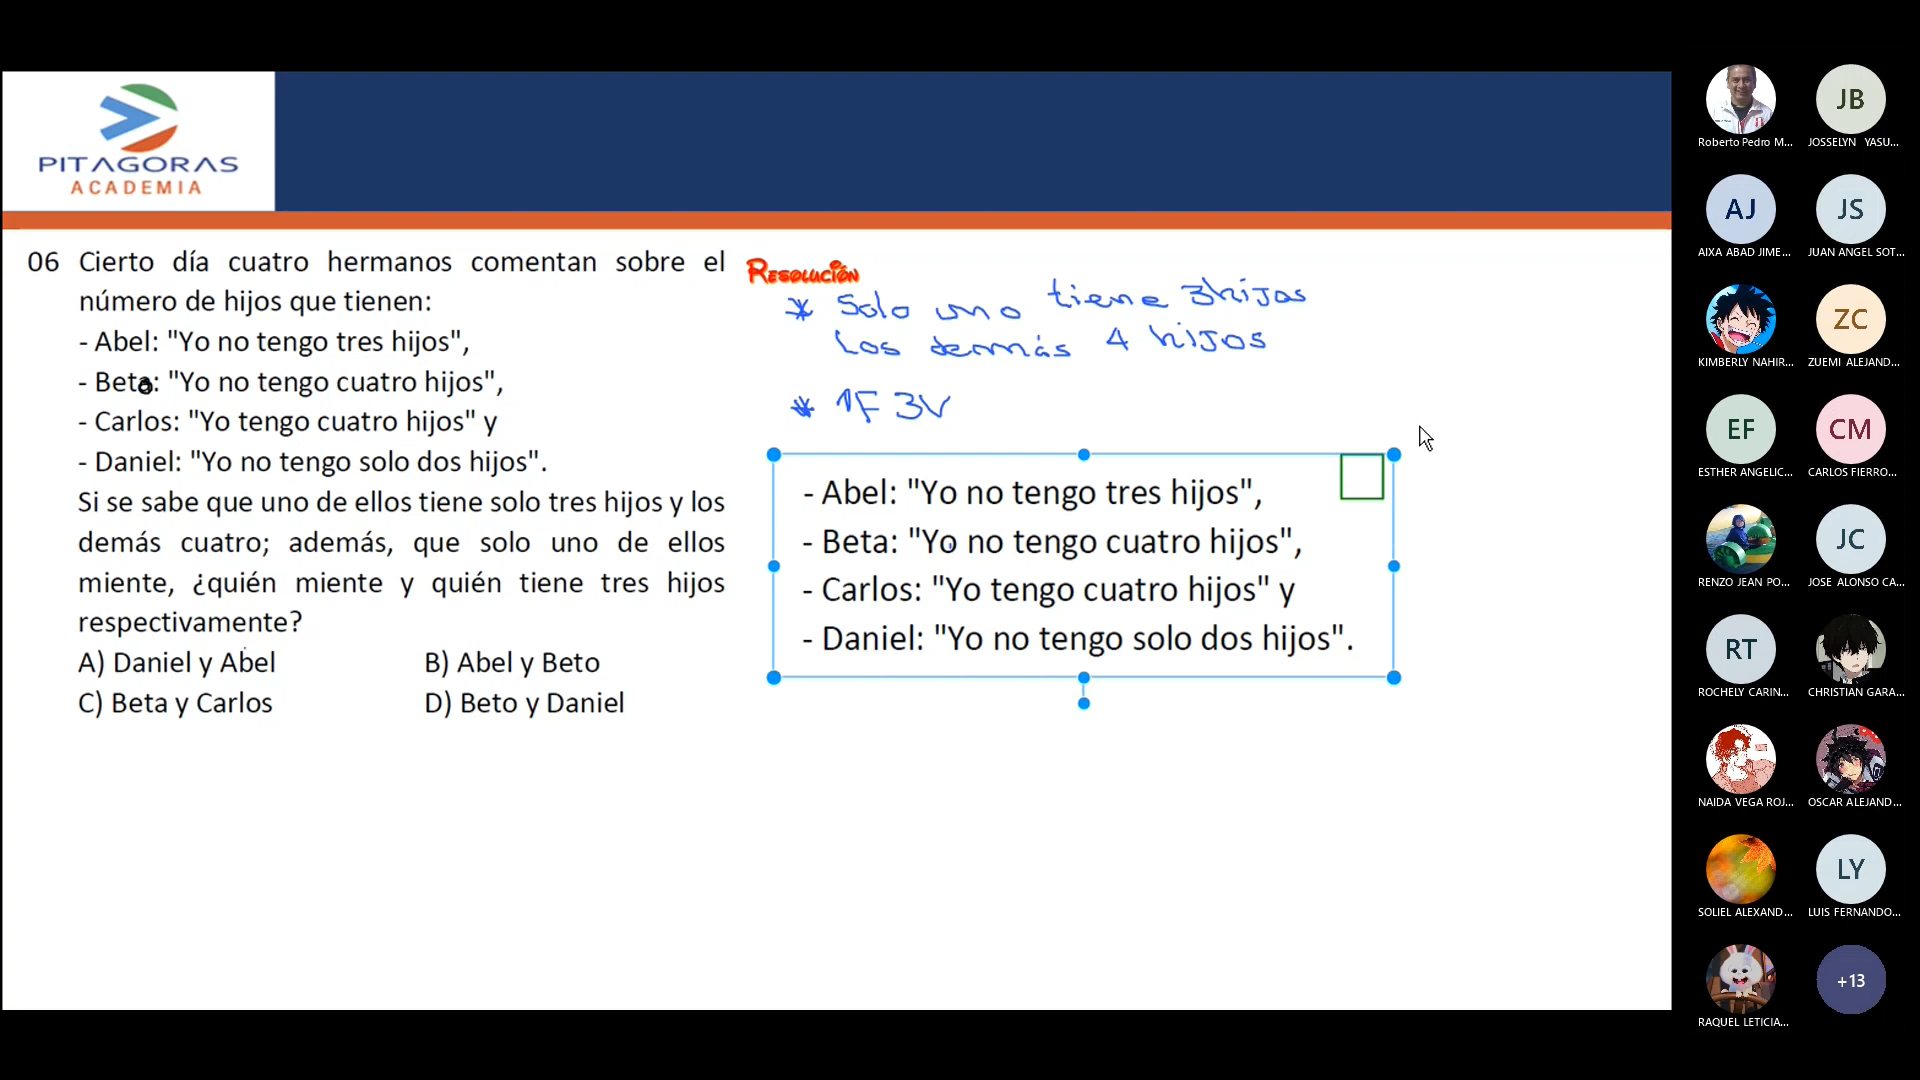 PITAGORAS
ACADEMIA
06 Cierto día cuatro hermanos comentan sobre el
número de hijos que tienen:
- Abel: "Yo no tengo tres hijos",
- Beto: "Yo no tengo cuatro hijos",
- Carlos: "Yo tengo cuatro hijos" y
- Daniel: "Yo no tengo solo dos hijos".
Si se sabe que uno de ellos tiene solo tres hijos y los
demás cuatro; además, que solo uno de ellos
miente, ¿quién miente y quién tiene tres hijos
respectivamente?
A) Daniel y Abel
B) Abel y Beto
C) Beta y Carlos
D) Beto y Daniel
RESOLUCIÓN
* Solo uno tiene 3 hijos
los demás 4 hijos
* 1F 3V
- Abel: "Yo no tengo tres hijos",
- Beta: "Yo no tengo cuatro hijos",
- Carlos: "Yo tengo cuatro hijos" y
- Daniel: "Yo no tengo solo dos hijos".
Roberto Pedro M...
JB
JOSSELYN YASU...
AJ
AIXA ABAD JIME...
JS
JUAN ANGEL SOT...
KIMBERLY NAHIR...
ZC
ZUEMI ALEJAND...
EF
ESTHER ANGELIC...
CM
CARLOS FIERRO...
RENZO JEAN PO...
JC
JOSE ALONSO CA...
RT
ROCHELY CARIN...
CHRISTIAN GARA...
NAIDA VEGA ROJ...
OSCAR ALEJAND...
SOLIEL ALEXAND...
LY
LUIS FERNANDO...
RAQUEL LETICIA...
+13